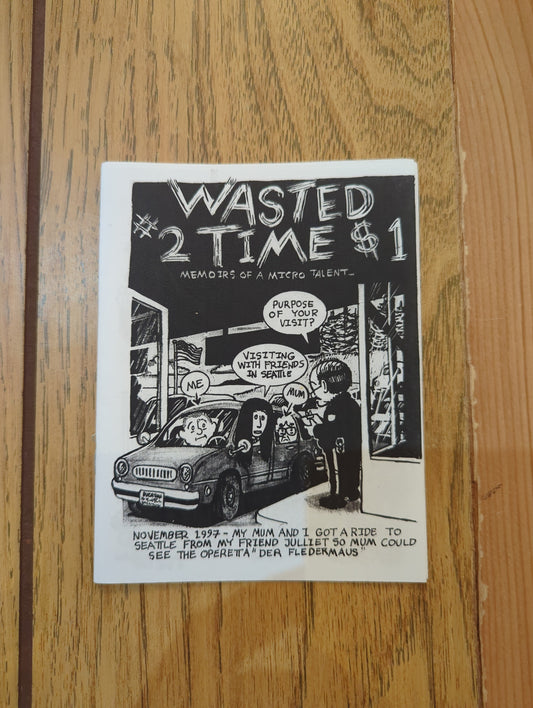 WASTED
#2 TIME $1
MEMOIRS OF A MICRO TALENT_
PURPOSE
OF YOUR
VISIT?
VISITING
WITH FRIENDS
IN SEATTLE
ME
MUM
NOVEMBER 1997 - MY MUM AND I GOT A RIDE TO
SEATTLE FROM MY FRIEND JULLIET SO MUM COULD
SEE THE OPERETTA "DEA FLEDERMAUS"